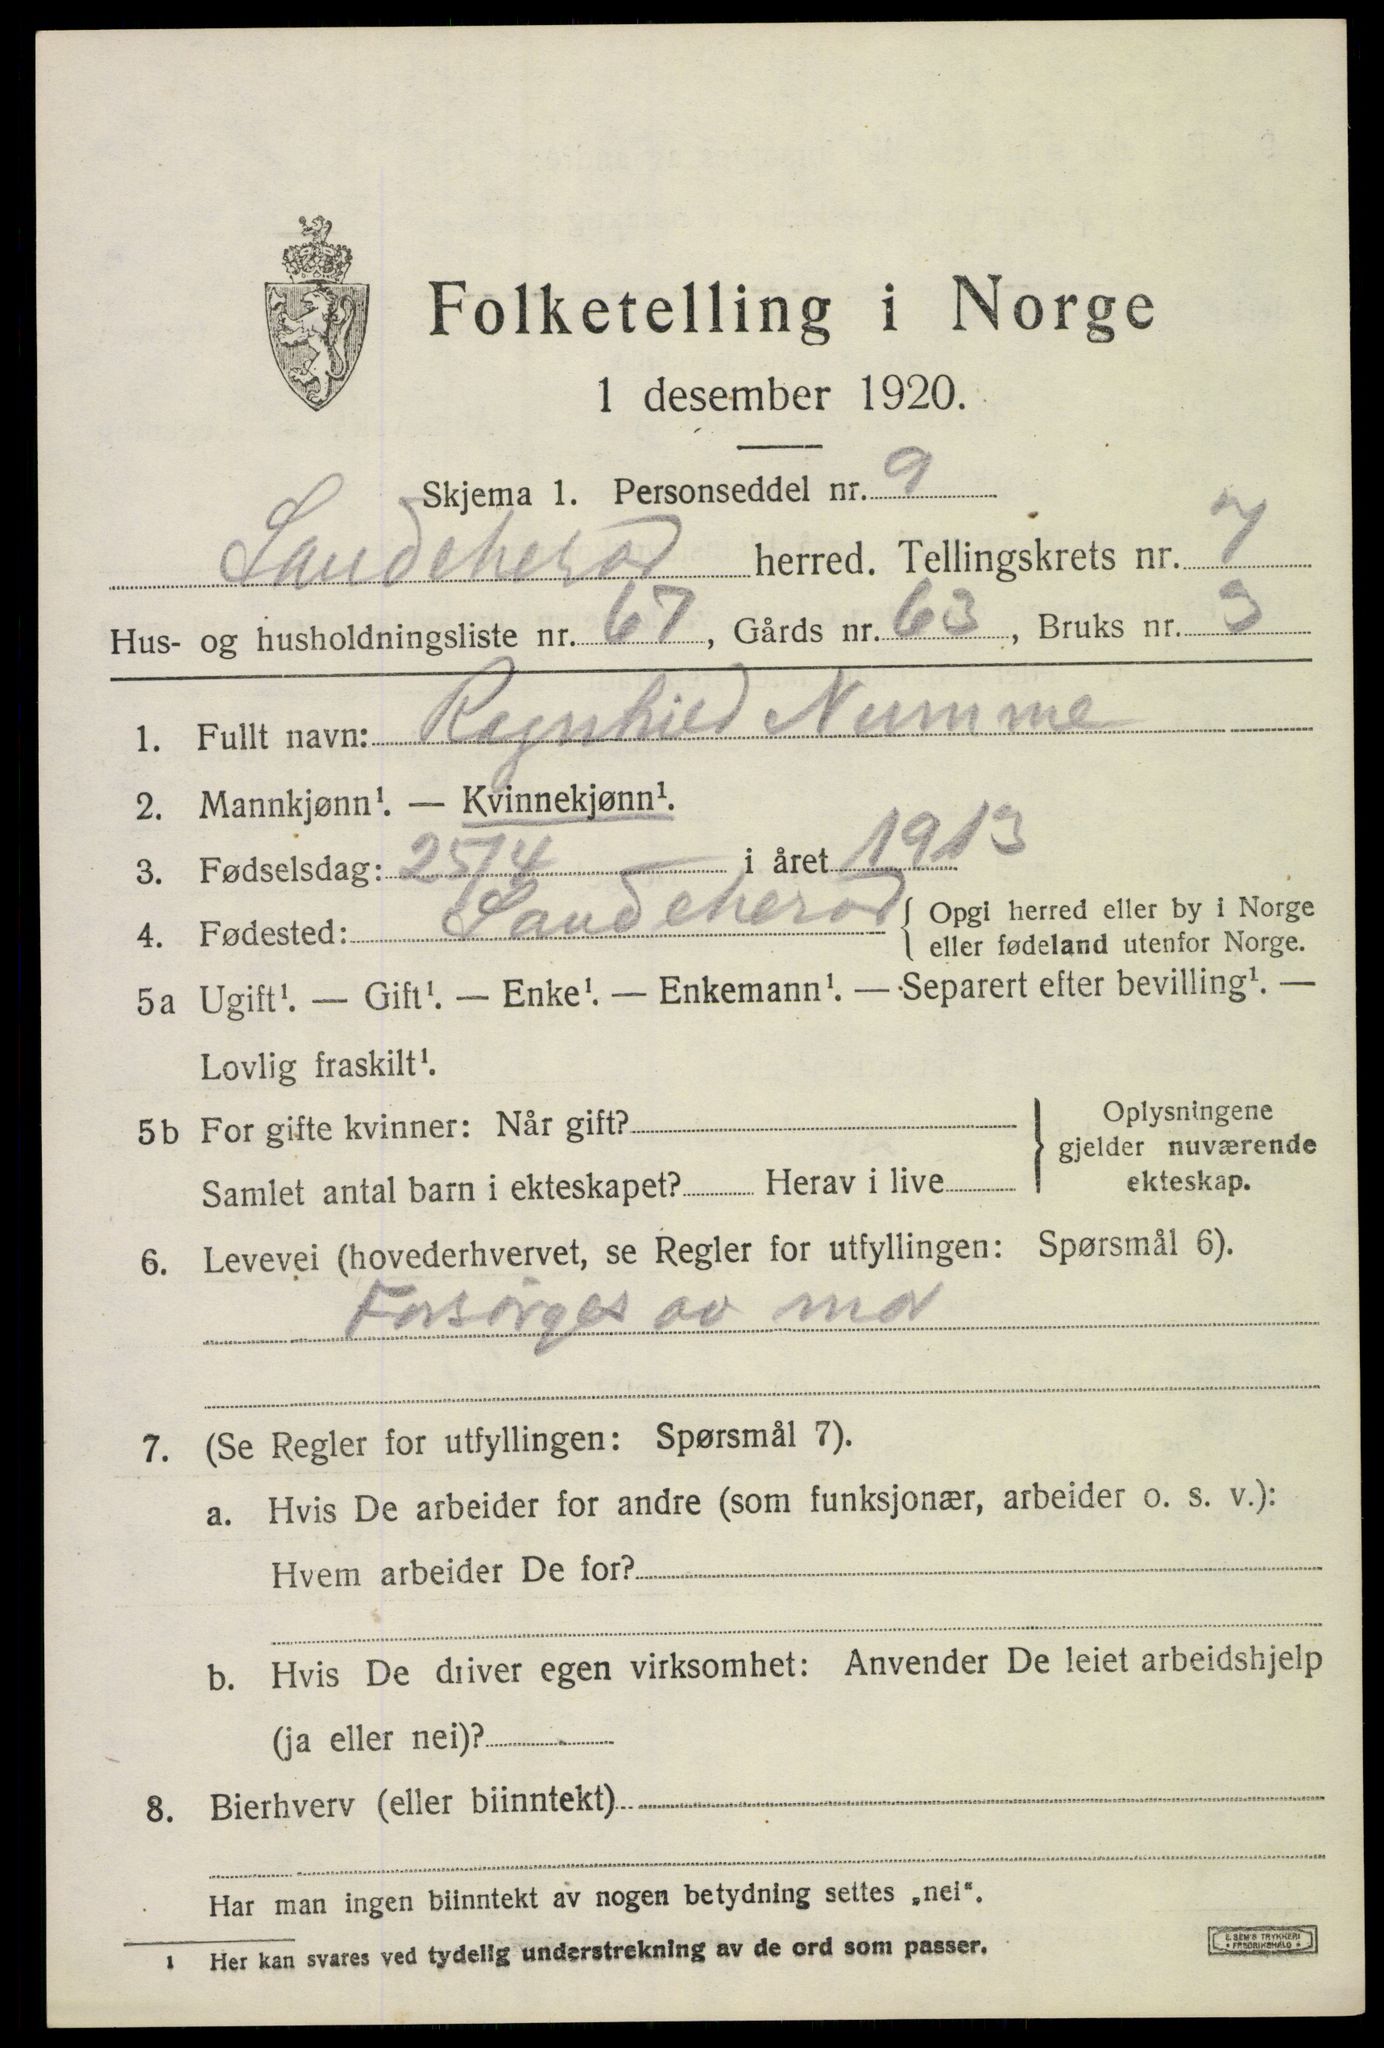 Folketelling i Norge
1 desember 1920.
Skjema 1. Personseddel nr. 9
Sandeherod herred. Tellingskrets nr. 7
Hus- og husholdningsliste nr. 67, Gårds nr. 63, Bruks nr. 3
1. Fullt navn: Ragnhild Numme
2. Mannkjønn¹. — Kvinnekjønn¹.
3. Fødselsdag: 25/4 i året 1913
4. Fødested: Sandeherod { Opgi herred eller by i Norge
eller fødeland utenfor Norge.
5a Ugift¹. — Gift¹. — Enke¹. — Enkemann¹. — Separert efter bevilling¹. —
Lovlig fraskilt¹.
5b For gifte kvinner: Når gift?
Samlet antal barn i ekteskapet? Herav i live
} Oplysningene
gjelder nuværende
ekteskap.
6. Levevei (hovederhvervet, se Regler for utfyllingen: Spørsmål 6).
Forsørges av mor
7. (Se Regler for utfyllingen: Spørsmål 7).
a. Hvis De arbeider for andre (som funksjonær, arbeider o. s. v.):
Hvem arbeider De for?
b. Hvis De driver egen virksomhet: Anvender De leiet arbeidshjelp
(ja eller nei)?
8. Bierhverv (eller biinntekt)
Har man ingen biinntekt av nogen betydning settes „nei“.
1 Her kan svares ved tydelig understrekning av de ord som passer.
E. SEM'S TRYKKERI
FREDRIKSHALD